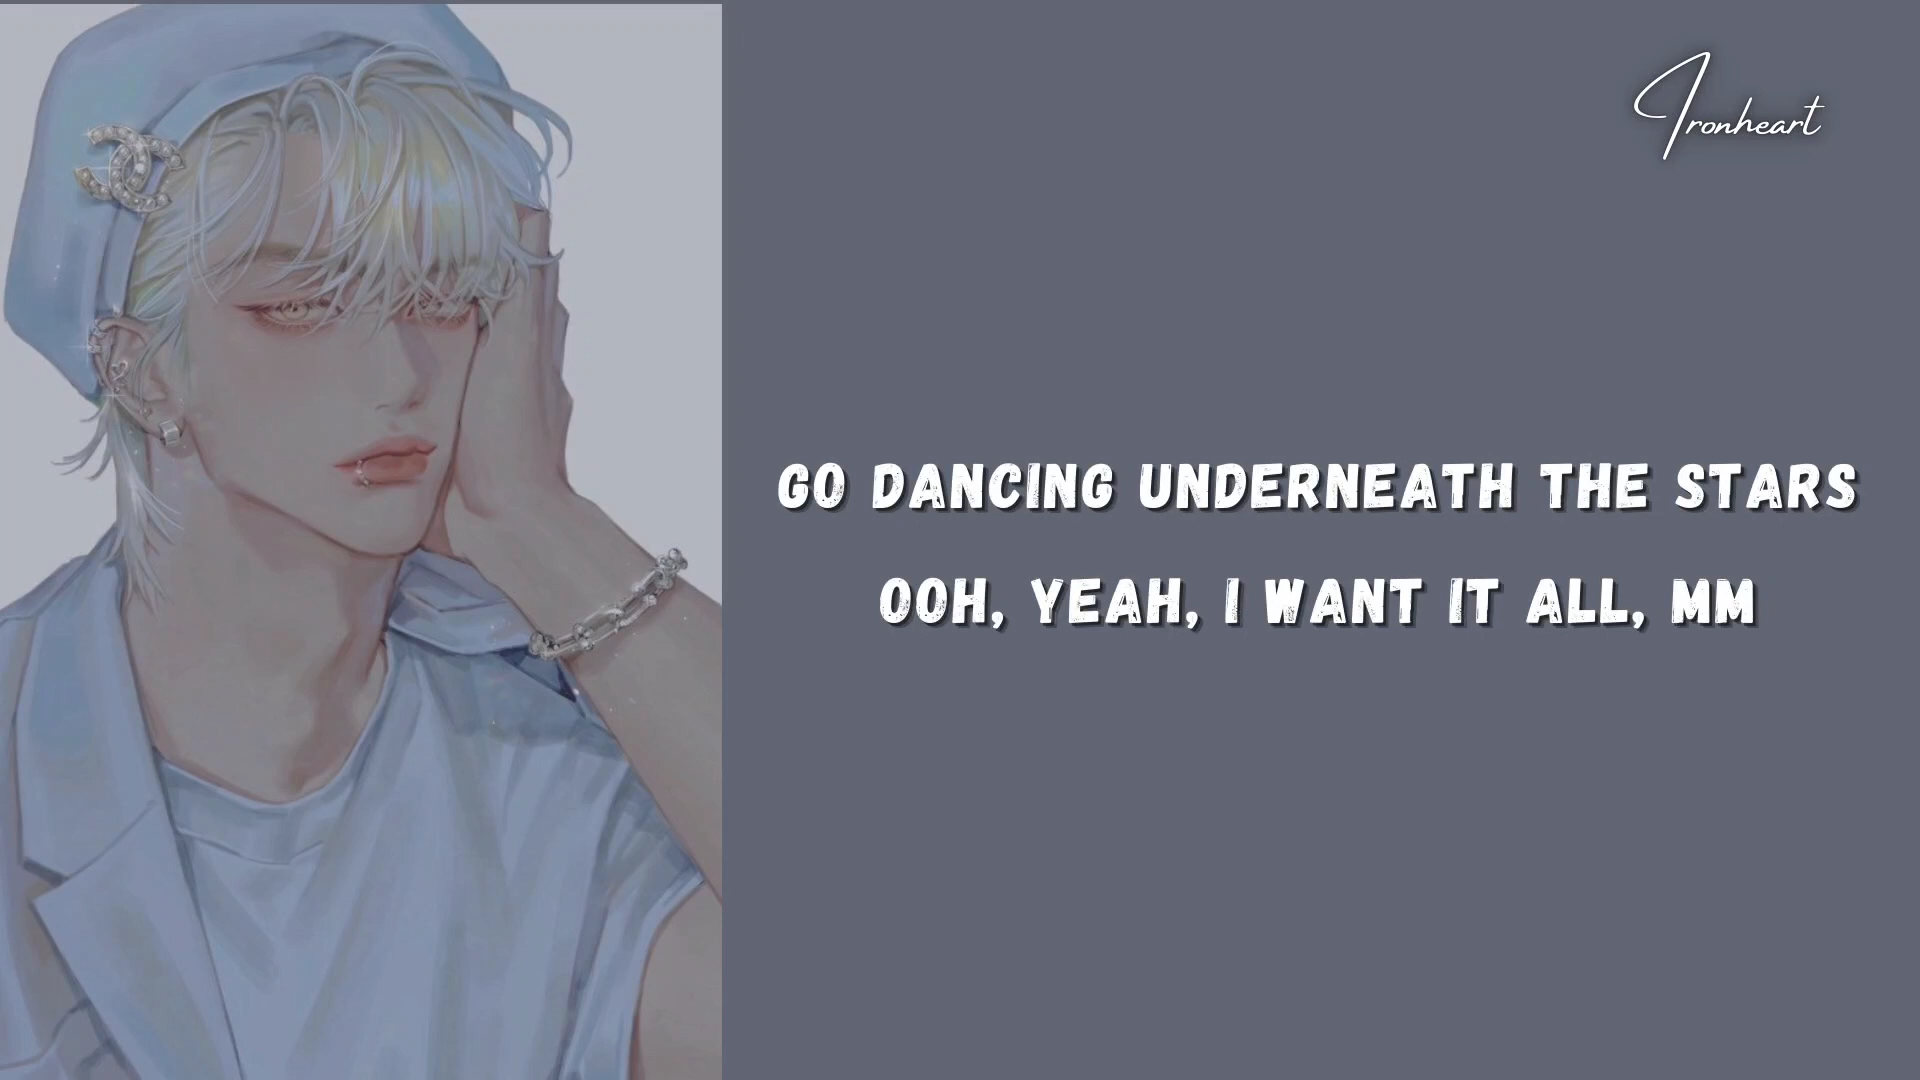 Ironheart
GO DANCING UNDERNEATH THE STARS
OOH, YEAH, I WANT IT ALL, MM